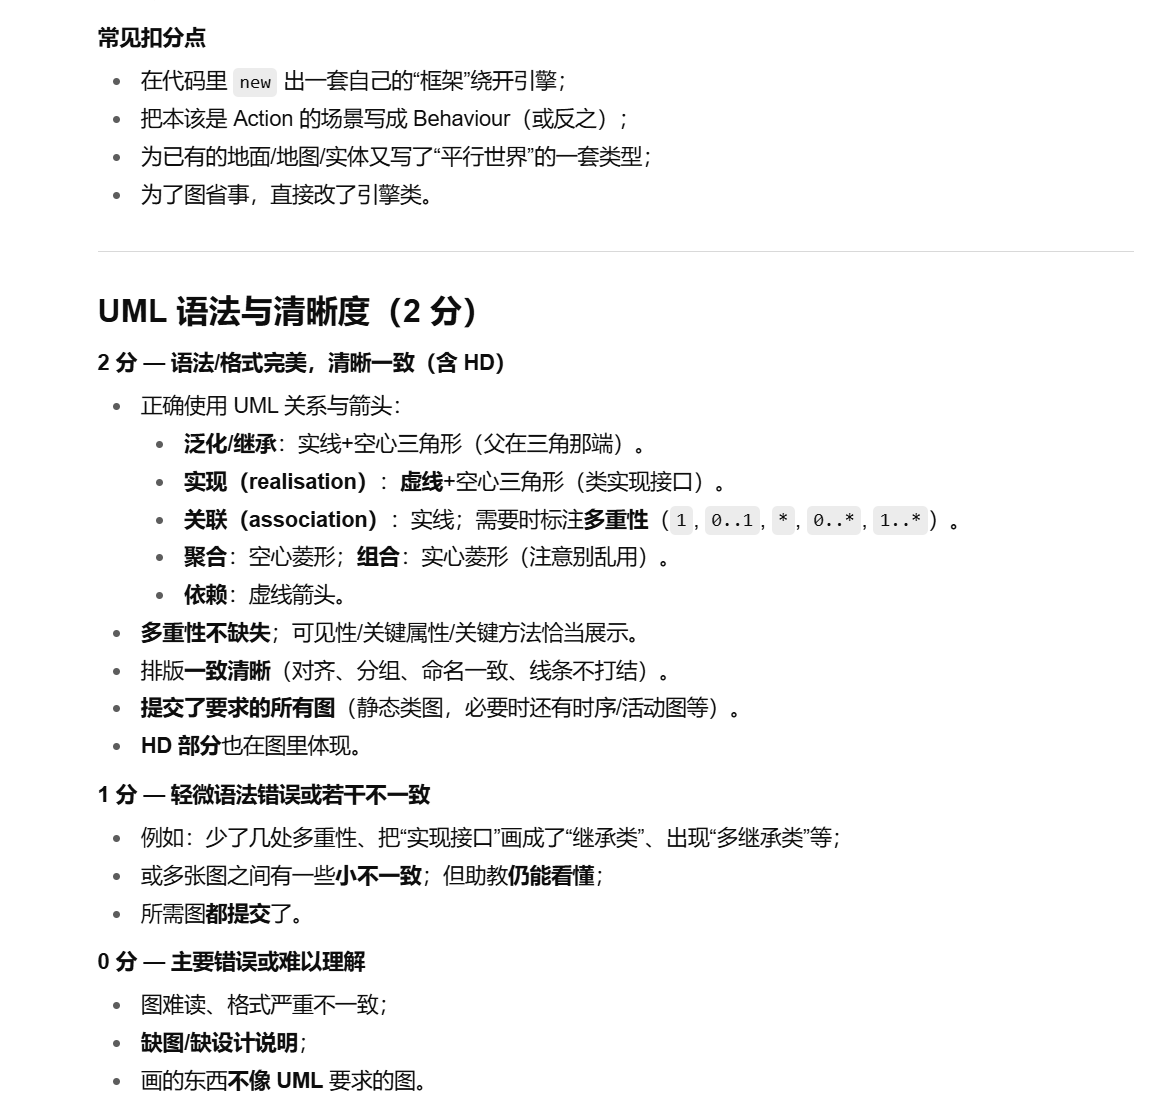 常见扣分点
在代码里 new 出一套自己的“框架”绕开引擎；
把本该是 Action 的场景写成 Behaviour（或反之）；
为已有的地面/地图/实体又写了“平行世界”的一套类型；
为了图省事，直接改了引擎类。
UML 语法与清晰度（2 分）
2 分 — 语法/格式完美，清晰一致（含 HD）
正确使用 UML 关系与箭头：
泛化/继承：实线+空心三角形（父在三角那端）。
实现（realisation）：虚线+空心三角形（类实现接口）。
关联（association）：实线；需要时标注多重性（1, 0..1, *, 0..*, 1..*）。
聚合：空心菱形；组合：实心菱形（注意别乱用）。
依赖：虚线箭头。
多重性不缺失；可见性/关键属性/关键方法恰当展示。
排版一致清晰（对齐、分组、命名一致、线条不打结）。
提交了要求的所有图（静态类图，必要时还有时序/活动图等）。
HD 部分也在图里体现。
1 分 — 轻微语法错误或若干不一致
例如：少了几处多重性、把“实现接口”画成了“继承类”、出现“多继承类”等；
或多张图之间有一些小不一致；但助教仍能看懂；
所需图都提交了。
0 分 — 主要错误或难以理解
图难读、格式严重不一致；
缺图/缺设计说明；
画的东西不像 UML 要求的图。